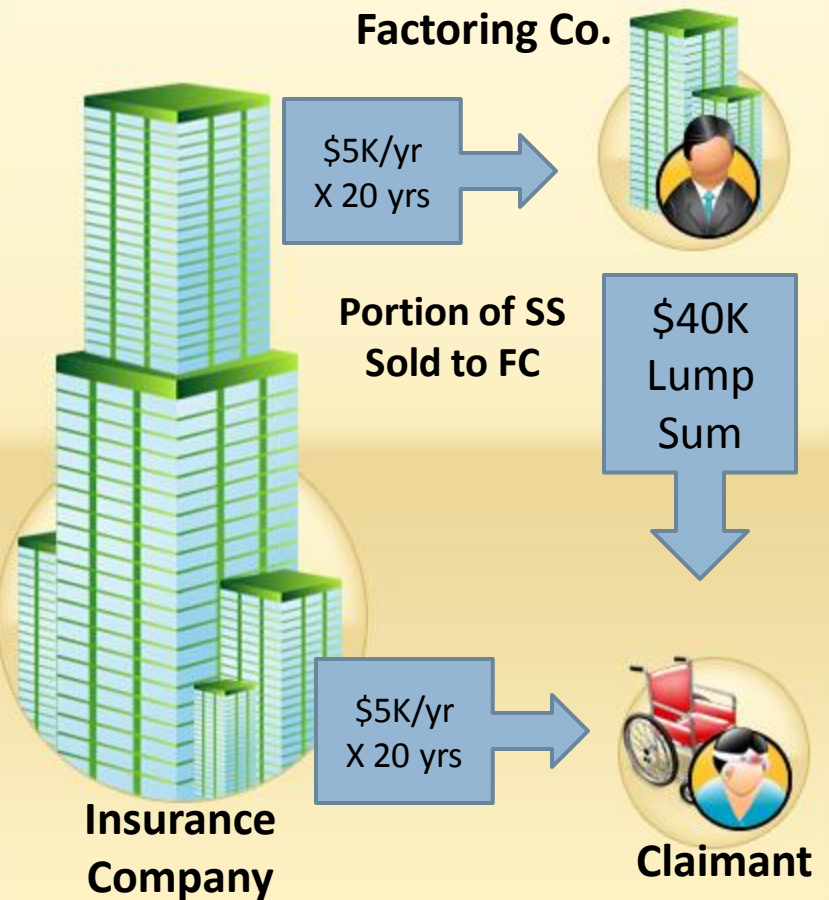 Factoring Co.
$5K/yr
X 20 yrs
Portion of SS
Sold to FC
$40K
Lump
Sum
$5K/yr
X 20 yrs
Insurance
Company
Claimant